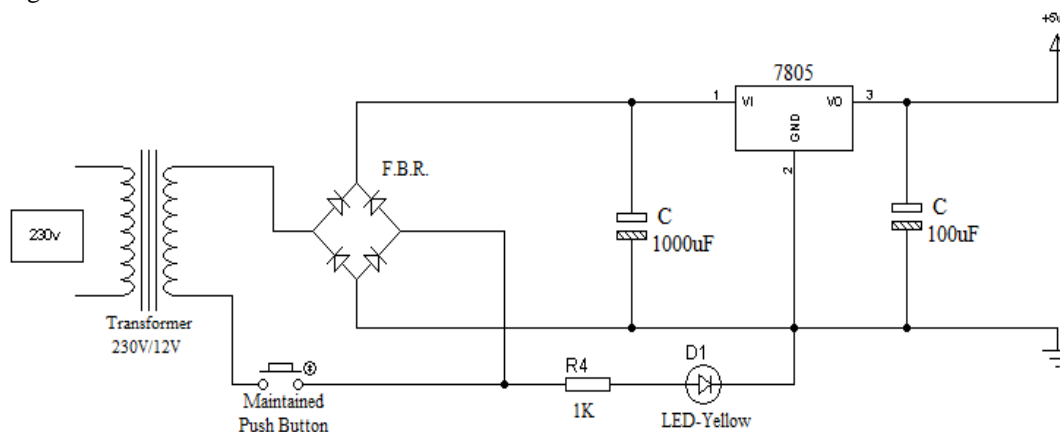 +5v
7805
1
VI
VO
3
GND
2
F.B.R.
C
1000uF
C
100uF
230v
Transformer
230V/12V
Maintained
Push Button
R4
1K
D1
LED-Yellow